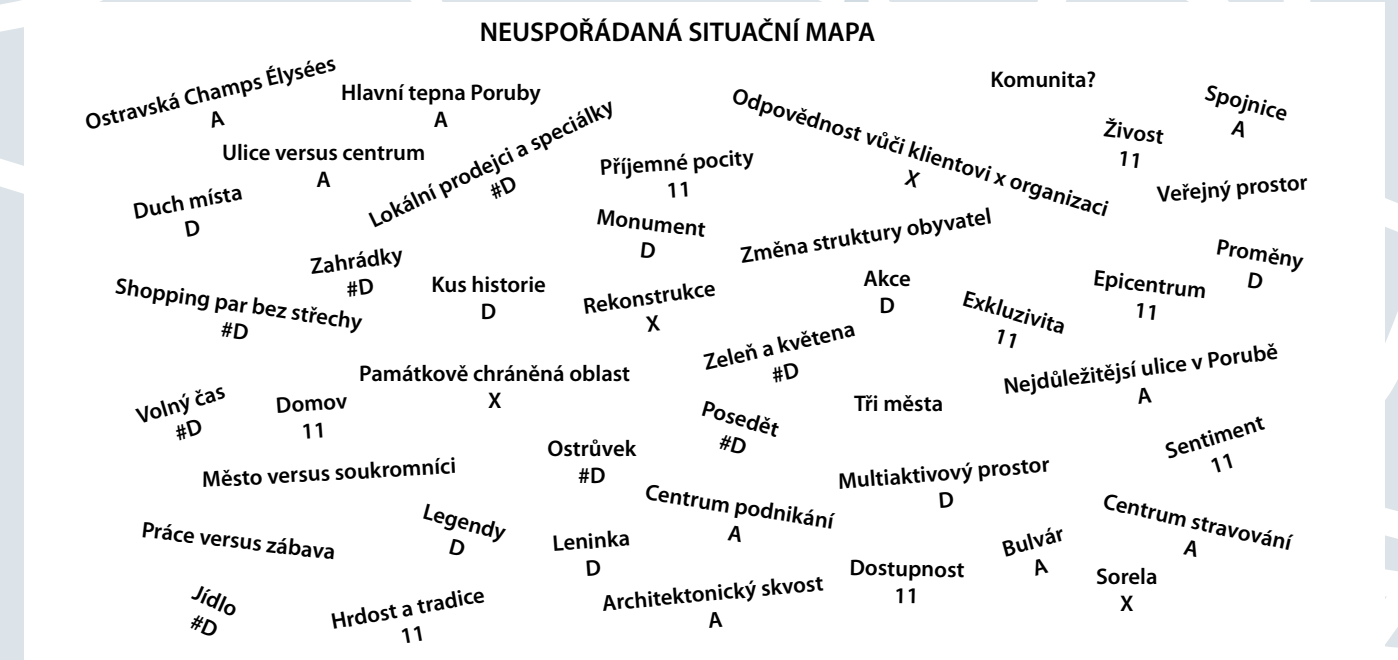 NEUSPOŘÁDANÁ SITUAČNÍ MAPA
Ostravská Champs Élysées
A
Hlavní tepna Poruby
A
Komunita?
Spojnice
A
Ulice versus centrum
A
Lokální prodejci a speciálky
#D
Příjemné pocity
11
Odpovědnost vůči klientovi x organizaci
X
Živost
11
Veřejný prostor
Duch místa
D
Monument
D
Změna struktury obyvatel
Proměny
D
Zahrádky
#D
Shopping par bez střechy
#D
Kus historie
D
Rekonstrukce
X
Akce
D
Exkluzivita
11
Epicentrum
11
Zeleň a květena
#D
Nejdůležitějsí ulice v Porubě
A
Volný čas
#D
Domov
11
Památkově chráněná oblast
X
Posedět
#D
Tři města
Sentiment
11
Město versus soukromníci
Ostrůvek
#D
Centrum podnikání
A
Multiaktivový prostor
D
Centrum stravování
A
Práce versus zábava
Legendy
D
Leninka
D
Bulvár
A
Jídlo
#D
Hrdost a tradice
11
Architektonický skvost
A
Dostupnost
11
Sorela
X